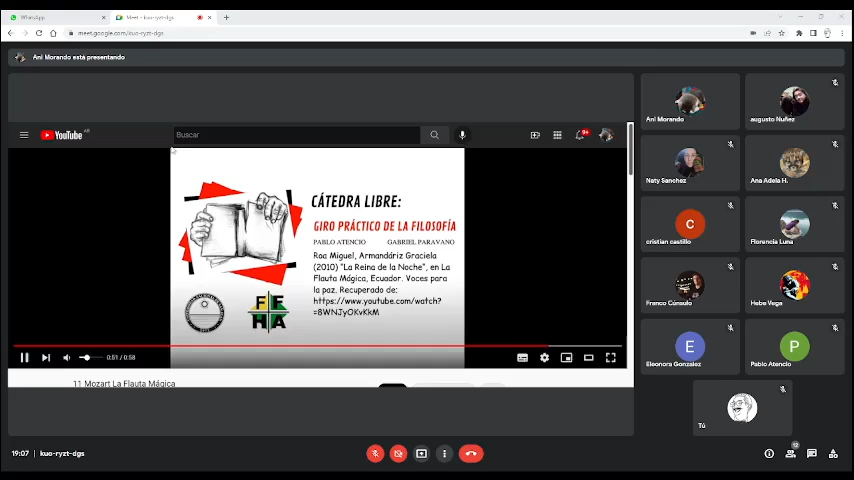 WhatsApp
Meet - kuo-ryzt-dgs
meet.google.com/kuo-ryzt-dgs
Ani Morando está presentando
YouTube AR
Buscar
9+
CÁTEDRA LIBRE:
GIRO PRÁCTICO DE LA FILOSOFÍA
PABLO ATENCIO GABRIEL PARAVANO
Roa Miguel, Armandáriz Graciela
(2010) "La Reina de la Noche", en La
Flauta Mágica, Ecuador. Voces para
la paz. Recuperado de:
https://www.youtube.com/watch?
=8WNJyOKvKkM
F F
H A
0:51 / 0:58
11 Mozart La Flauta Mágica
Ani Morando
augusto Nuñez
Naty Sanchez
Ana Adela H.
C
cristian castillo
Florencia Luna
Franco Cúnsulo
Hebe Vega
E
Eleonora Gonzalez
P
Pablo Atencio
Tú
19:07 | kuo-ryzt-dgs
12